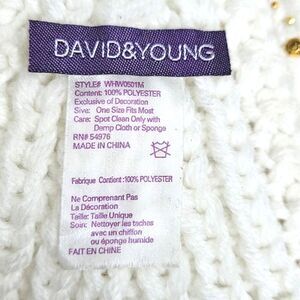 DAVID&YOUNG
STYLE# WHW0501M
Content: 100% POLYESTER
Exclusive of Decoration
Size: One Size Fits Most
Care: Spot Clean Only with
Damp Cloth or Sponge
RN# 54976
MADE IN CHINA
Fabrique Contient :100% POLYESTER
Ne Comprenant Pas
La Décoration
Taille: Taille Unique
Soin: Nettoyer les taches
avec un chiffon
ou éponge humide
FAIT EN CHINE